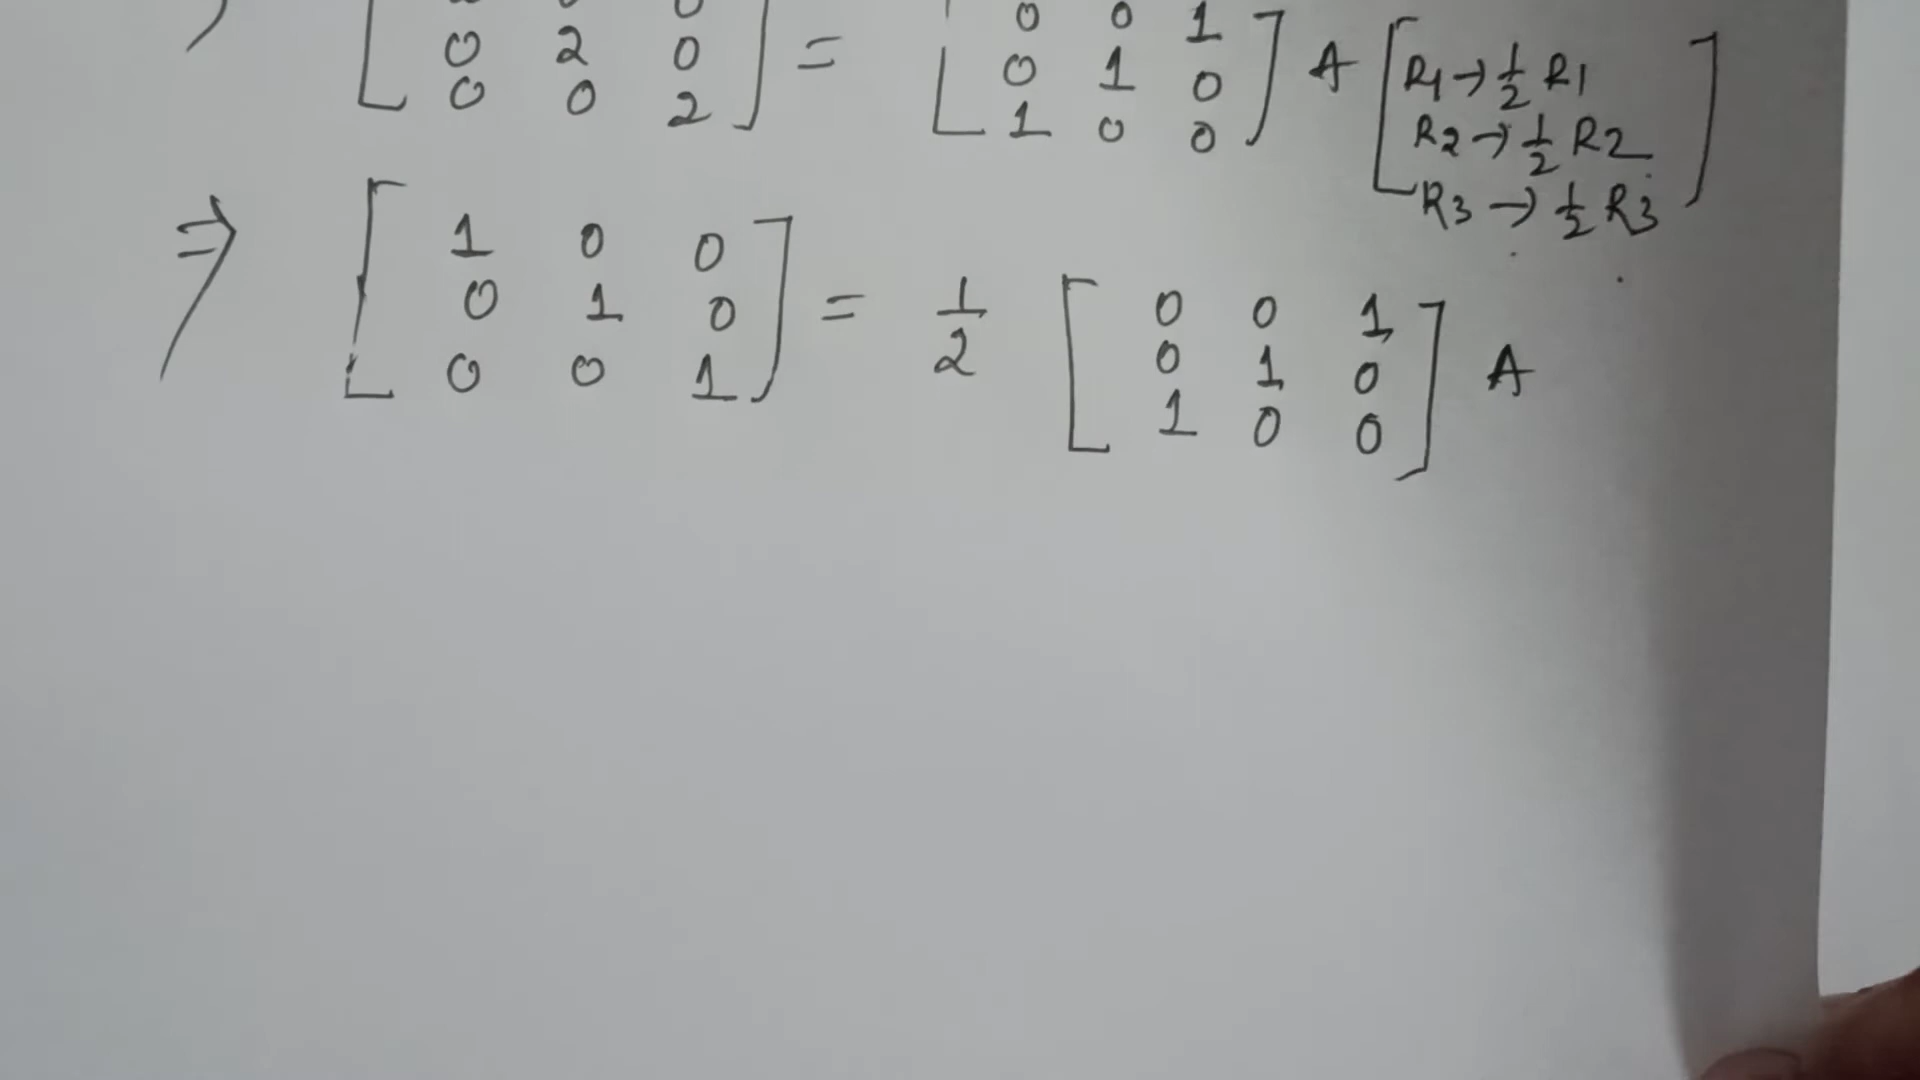 0 0 1
0 2 0 = 0 1 0 A [R1→ 1/2 R1
0 0 2 1 0 0 R2→ 1/2 R2
R3 → 1/2 R3]
⇒ [1 0 0
0 1 0
0 0 1] = 1/2 [0 0 1
0 1 0
1 0 0] A